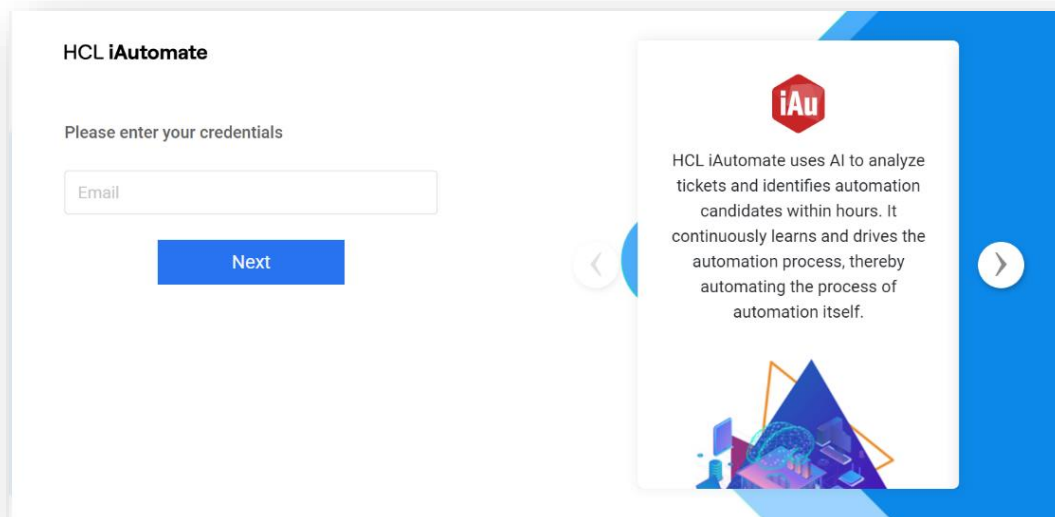 HCL iAutomate
Please enter your credentials
Email
Next
iAu
HCL iAutomate uses AI to analyze
tickets and identifies automation
candidates within hours. It
continuously learns and drives the
automation process, thereby
automating the process of
automation itself.